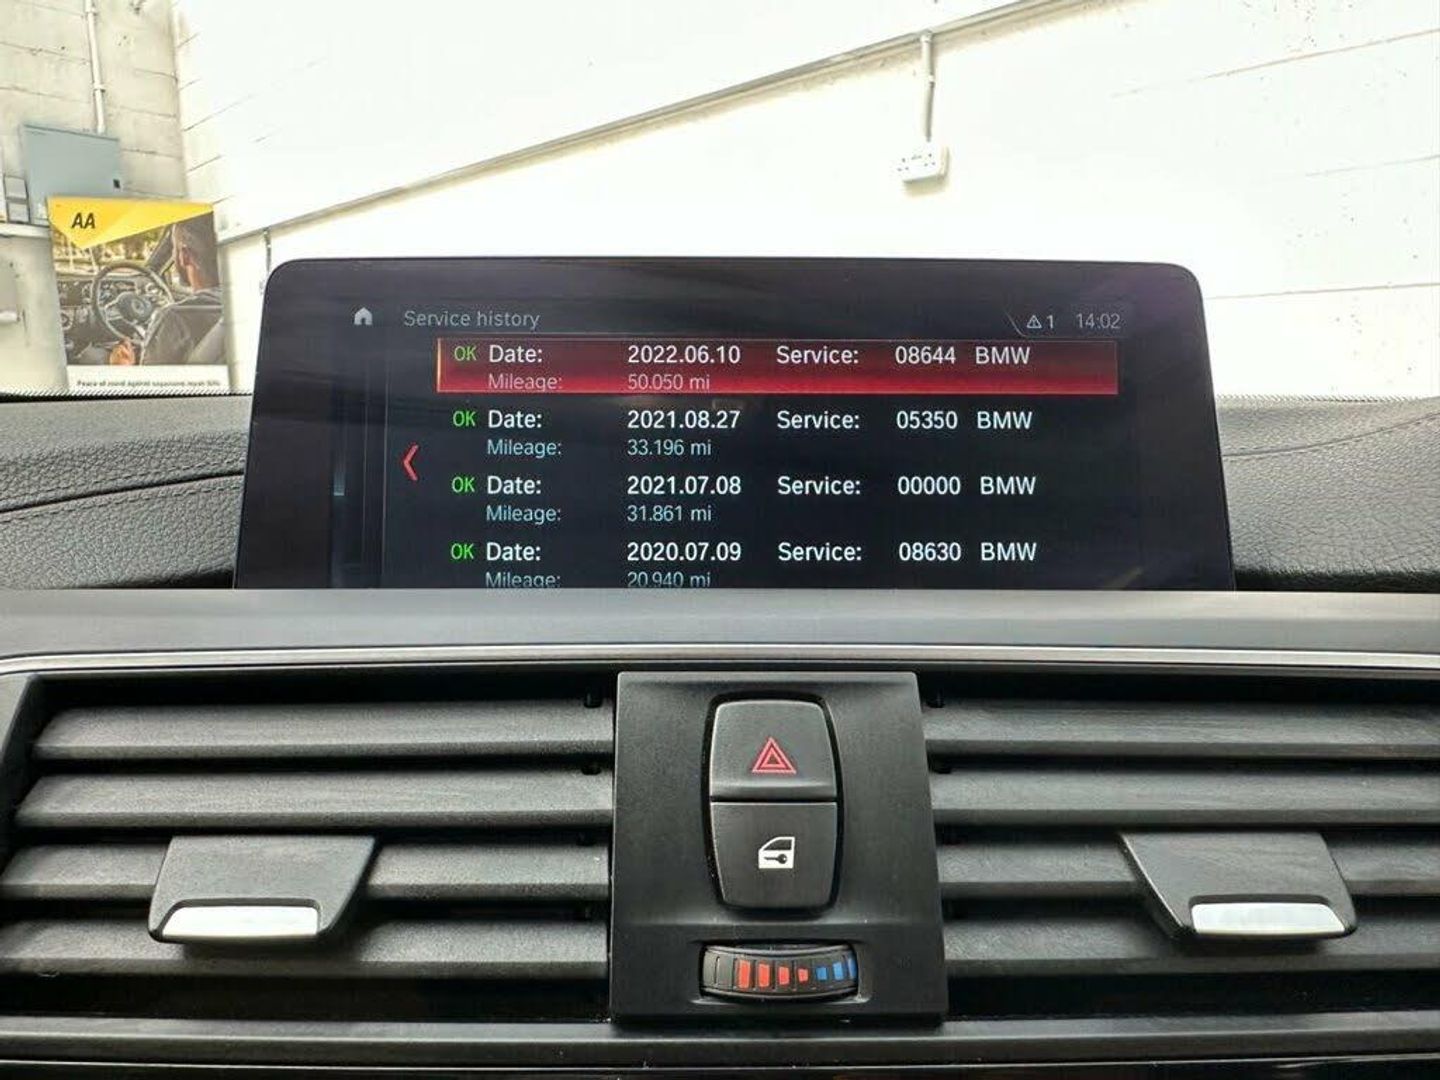 AA
Service history
1 14:02
OK Date: 2022.06.10 Service: 08644 BMW
Mileage: 50.050 mi
OK Date: 2021.08.27 Service: 05350 BMW
Mileage: 33.196 mi
OK Date: 2021.07.08 Service: 00000 BMW
Mileage: 31.861 mi
OK Date: 2020.07.09 Service: 08630 BMW
Mileage: 20.940 mi